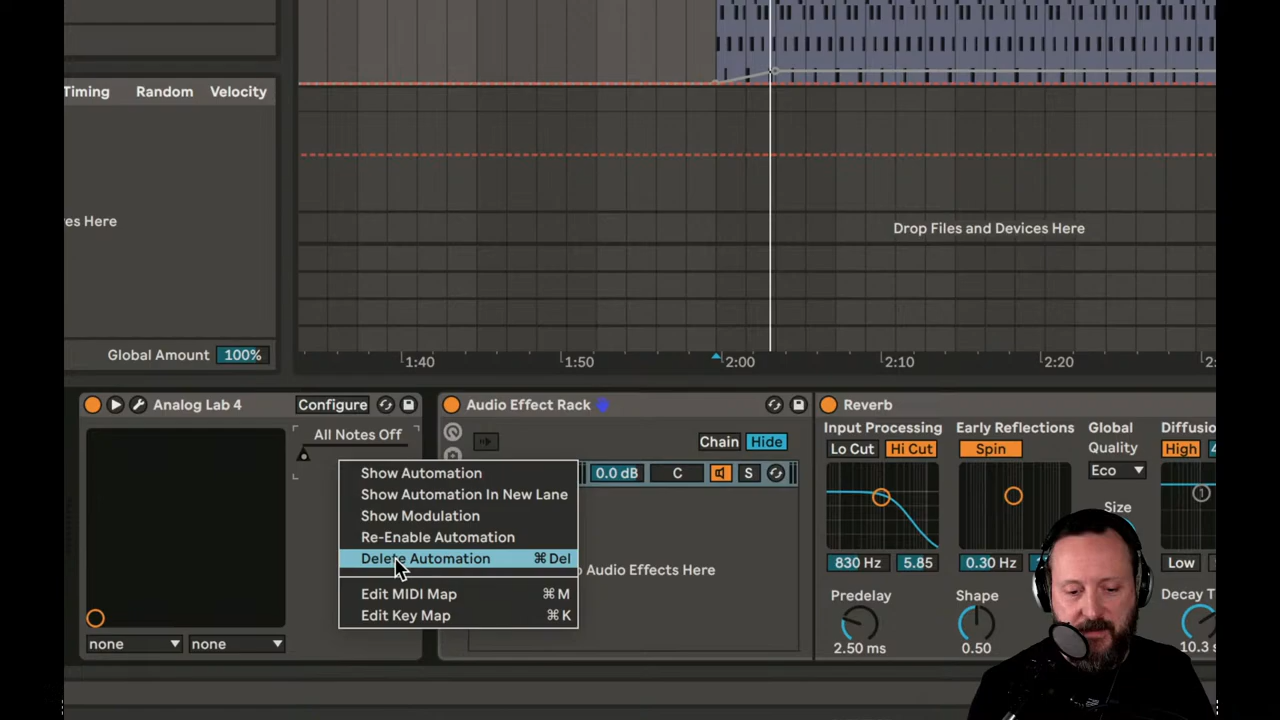 Timing Random Velocity
res Here
Drop Files and Devices Here
Global Amount 100%
1:40 1:50 2:00 2:10 2:20 2:
Analog Lab 4 Configure
All Notes Off
none none
Show Automation
Show Automation In New Lane
Show Modulation
Re-Enable Automation
Delete Automation ⌘Del
Edit MIDI Map ⌘M
Edit Key Map ⌘K
Audio Effect Rack
Chain Hide
0.0 dB C S
Audio Effects Here
Reverb
Input Processing Early Reflections Global Diffusi
Lo Cut Hi Cut Spin Quality High
Eco
1
Size
830 Hz 5.85 0.30 Hz Low
Predelay Shape Decay T
2.50 ms 0.50 10.3 s